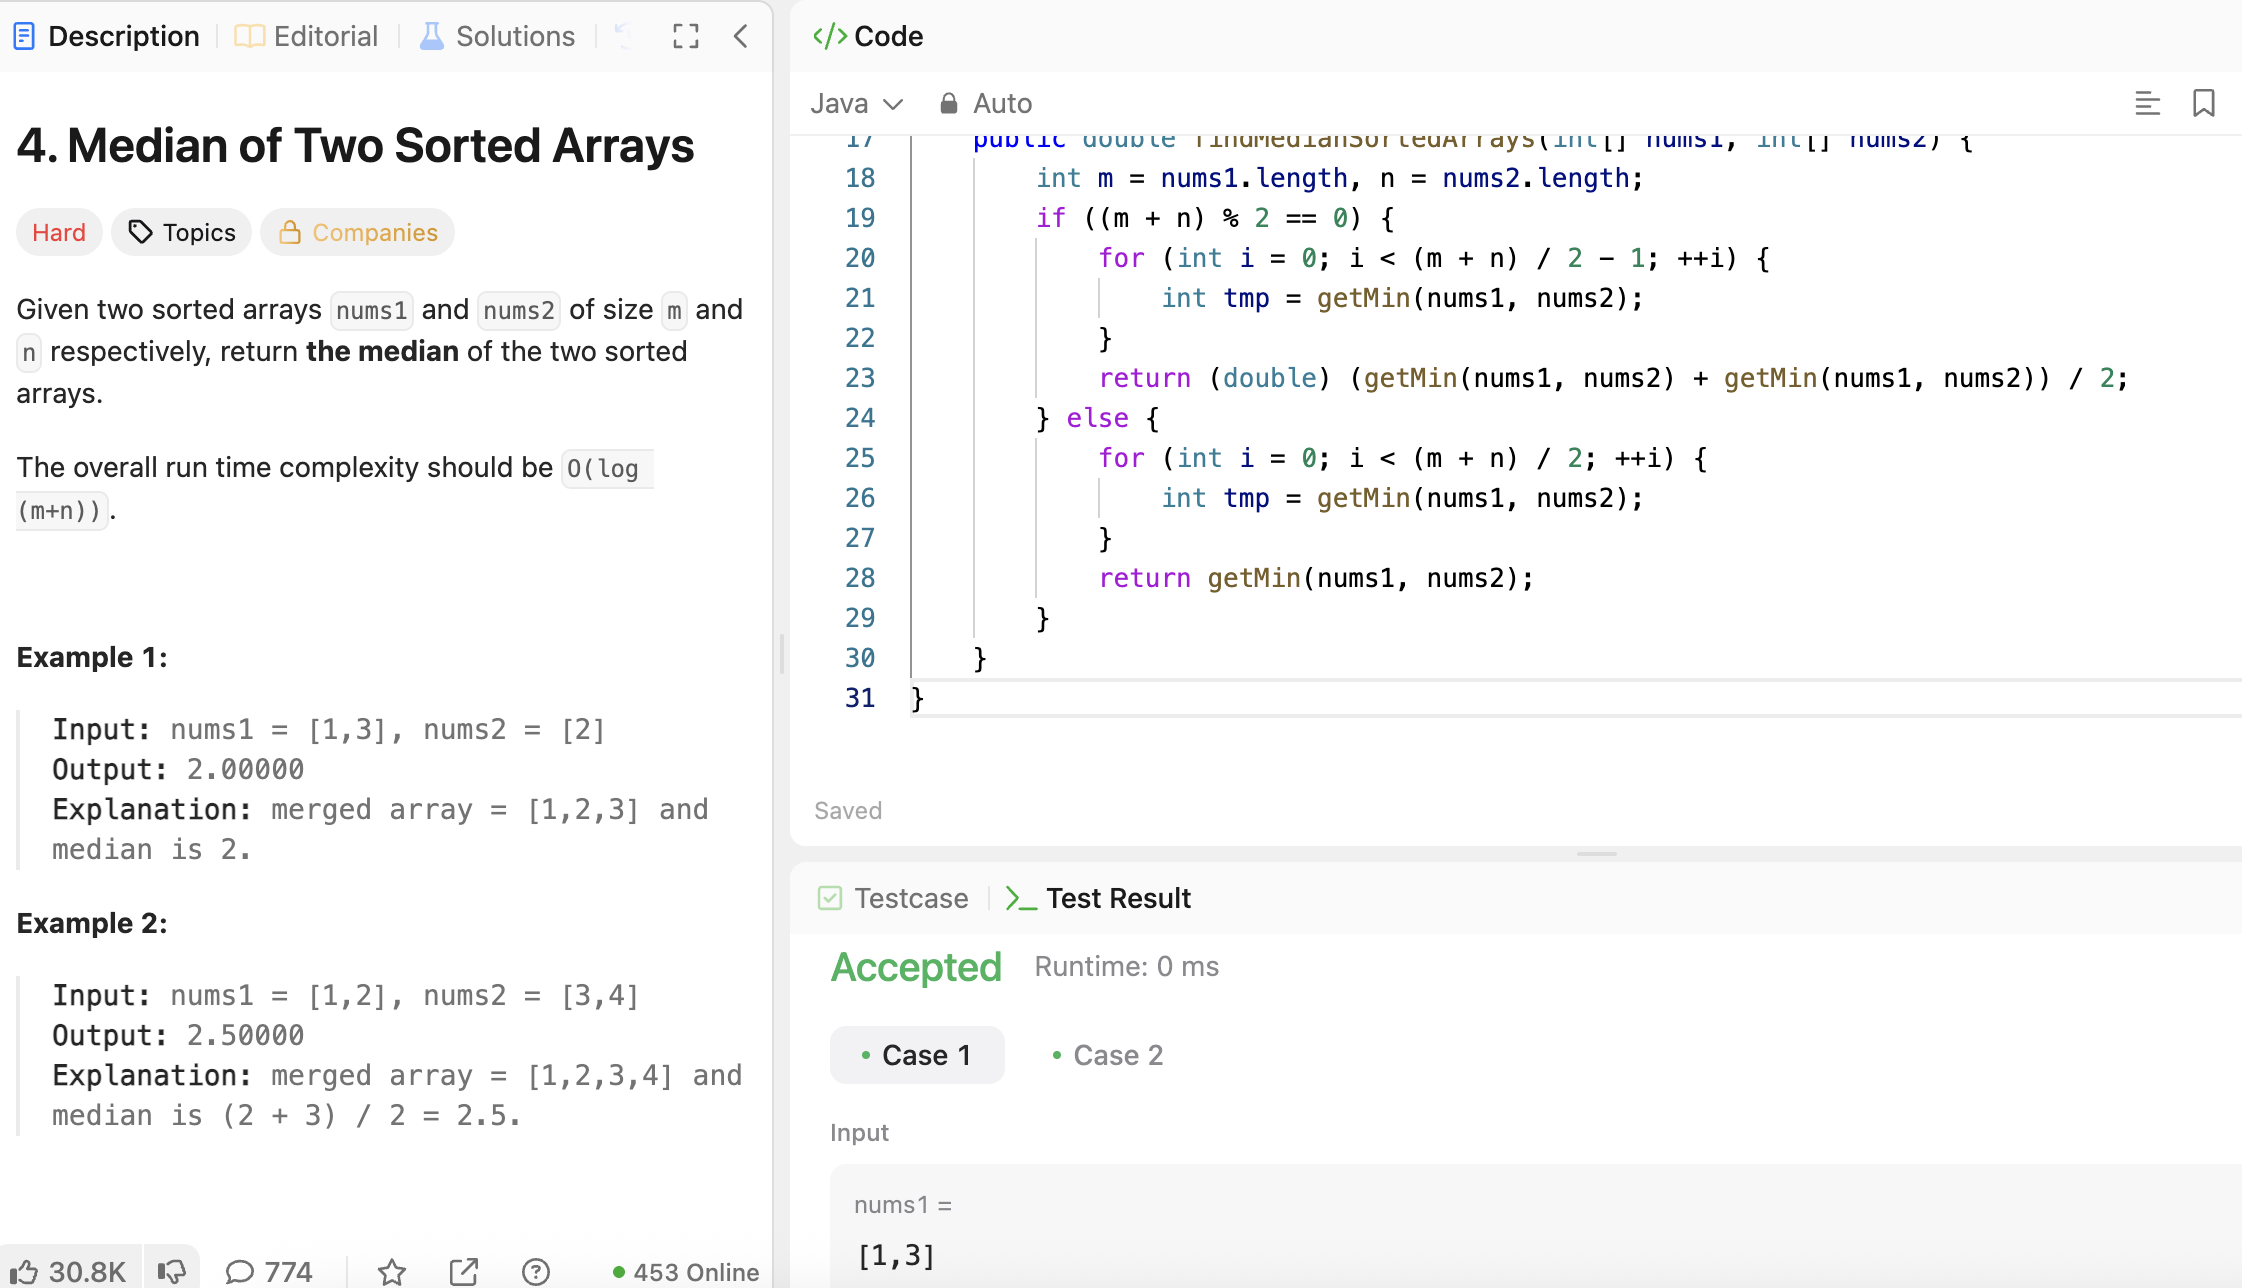 Description
Editorial
Solutions
4. Median of Two Sorted Arrays
Hard
Topics
Companies
Given two sorted arrays nums1 and nums2 of size m and
n respectively, return the median of the two sorted
arrays.
The overall run time complexity should be O(log
(m+n)).
Example 1:
Input: nums1 = [1,3], nums2 = [2]
Output: 2.00000
Explanation: merged array = [1,2,3] and
median is 2.
Example 2:
Input: nums1 = [1,2], nums2 = [3,4]
Output: 2.50000
Explanation: merged array = [1,2,3,4] and
median is (2 + 3) / 2 = 2.5.
30.8K
774
453 Online
</> Code
Java
Auto
17 public double findMedianSortedArrays(int[] nums1, int[] nums2) {
18 int m = nums1.length, n = nums2.length;
19 if ((m + n) % 2 == 0) {
20 for (int i = 0; i < (m + n) / 2 - 1; ++i) {
21 int tmp = getMin(nums1, nums2);
22 }
23 return (double) (getMin(nums1, nums2) + getMin(nums1, nums2)) / 2;
24 } else {
25 for (int i = 0; i < (m + n) / 2; ++i) {
26 int tmp = getMin(nums1, nums2);
27 }
28 return getMin(nums1, nums2);
29 }
30 }
31 }
Saved
Testcase
Test Result
Accepted
Runtime: 0 ms
Case 1
Case 2
Input
nums1 =
[1,3]